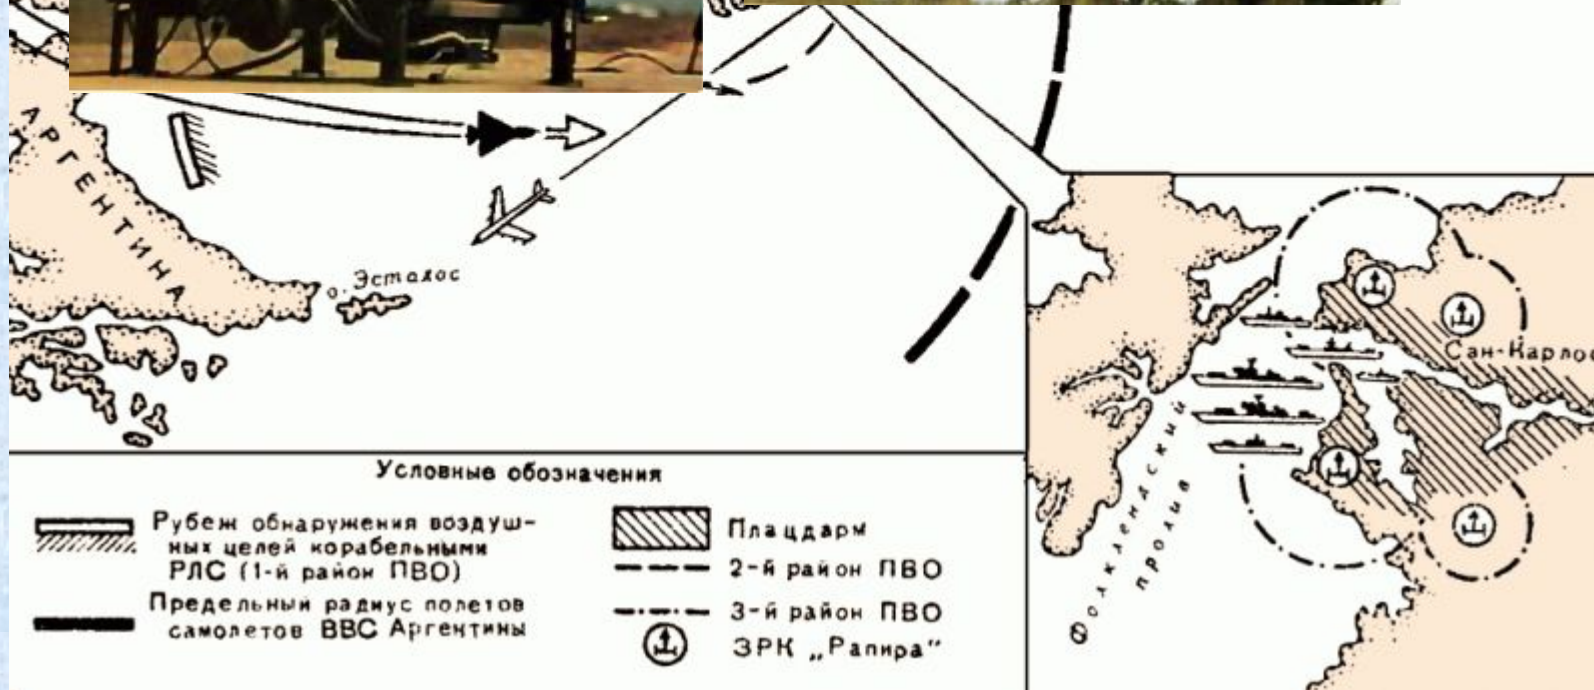 АРГЕНТИНА
о. Эсталос
Сан-Карлос
Фолклендский
пролив
Условные обозначения
Рубеж обнаружения воздуш-
ных целей корабельными
РЛС (1-й район ПВО)
Предельный радиус полетов
самолетов ВВС Аргентины
Плацдарм
2-й район ПВО
3-й район ПВО
ЗРК „Рапира“